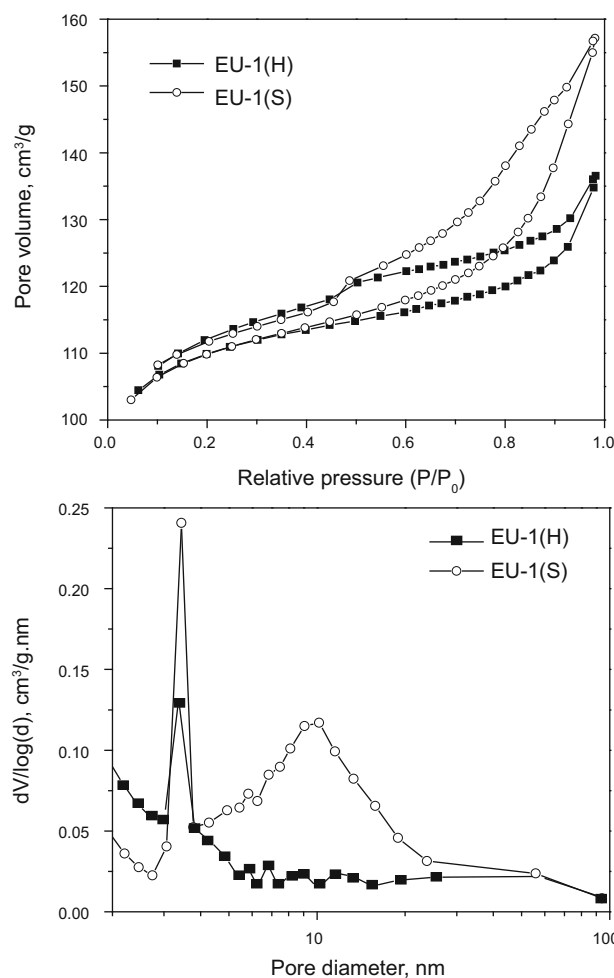 160
150
140
130
120
110
100
Pore volume, cm³/g
EU-1(H)
EU-1(S)
0.0 0.2 0.4 0.6 0.8 1.0
Relative pressure (P/P₀)
0.25
0.20
0.15
0.10
0.05
0.00
dV/log(d), cm³/g.nm
EU-1(H)
EU-1(S)
10 100
Pore diameter, nm